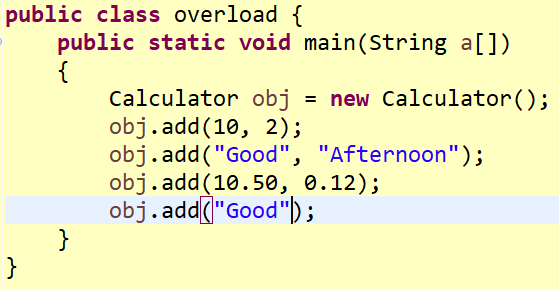 public class overload {
    public static void main(String a[])
    {
        Calculator obj = new Calculator();
        obj.add(10, 2);
        obj.add("Good", "Afternoon");
        obj.add(10.50, 0.12);
        obj.add("Good");
    }
}